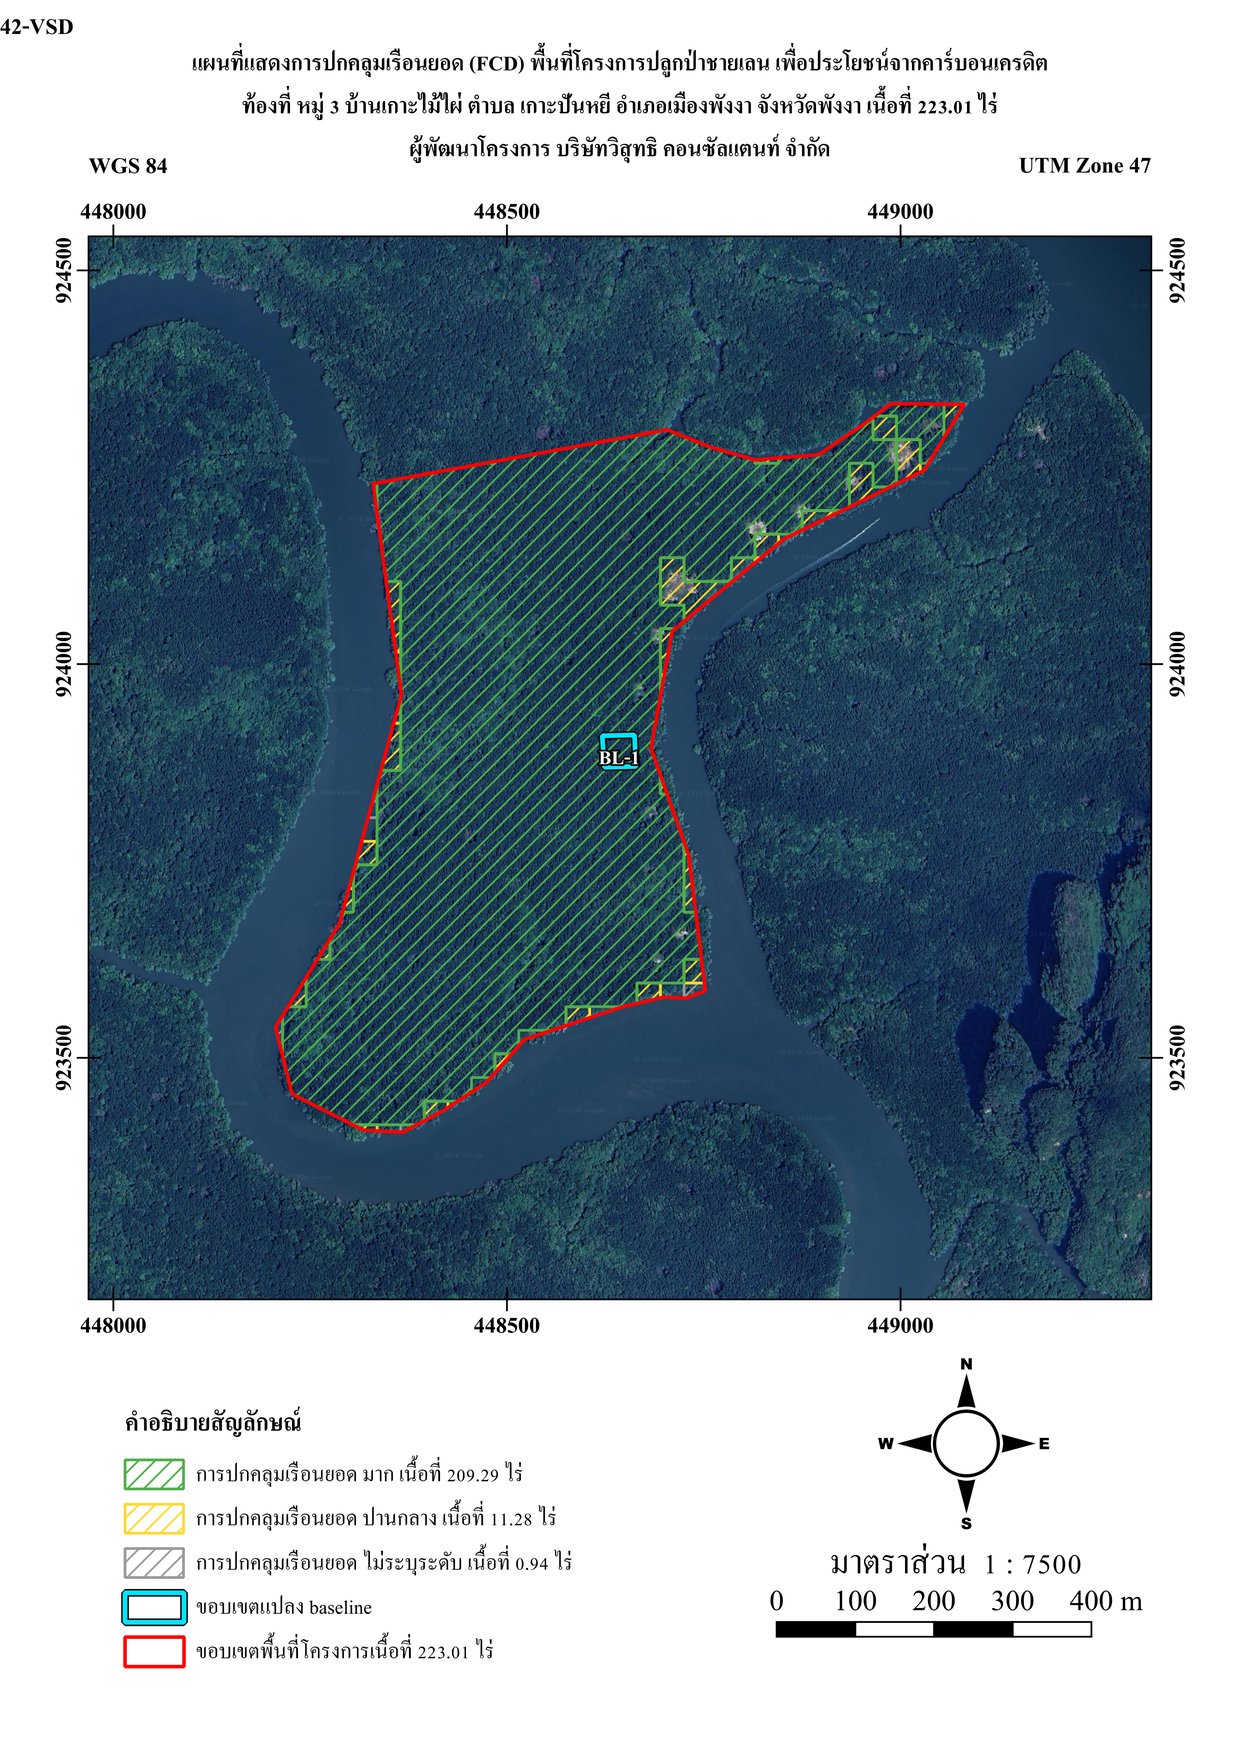 42-VSD
แผนที่แสดงการปกคลุมเรือนยอด (FCD) พื้นที่โครงการปลูกป่าชายเลน เพื่อประโยชน์จากคาร์บอนเครดิต
ท้องที่ หมู่ 3 บ้านเกาะไม้ไผ่ ตำบล เกาะปันหยี อำเภอเมืองพังงา จังหวัดพังงา เนื้อที่ 223.01 ไร่
ผู้พัฒนาโครงการ บริษัทวิสุทธิ คอนซัลแตนท์ จำกัด
WGS 84 UTM Zone 47
448000 448500 449000
924500 924500
924000 924000
BL-1
923500 923500
448000 448500 449000
N
W E
S
คำอธิบายสัญลักษณ์
การปกคลุมเรือนยอด มาก เนื้อที่ 209.29 ไร่
การปกคลุมเรือนยอด ปานกลาง เนื้อที่ 11.28 ไร่
การปกคลุมเรือนยอด ไม่ระบุระดับ เนื้อที่ 0.94 ไร่
ขอบเขตแปลง baseline
ขอบเขตพื้นที่โครงการเนื้อที่ 223.01 ไร่
มาตราส่วน 1 : 7500
0 100 200 300 400 m